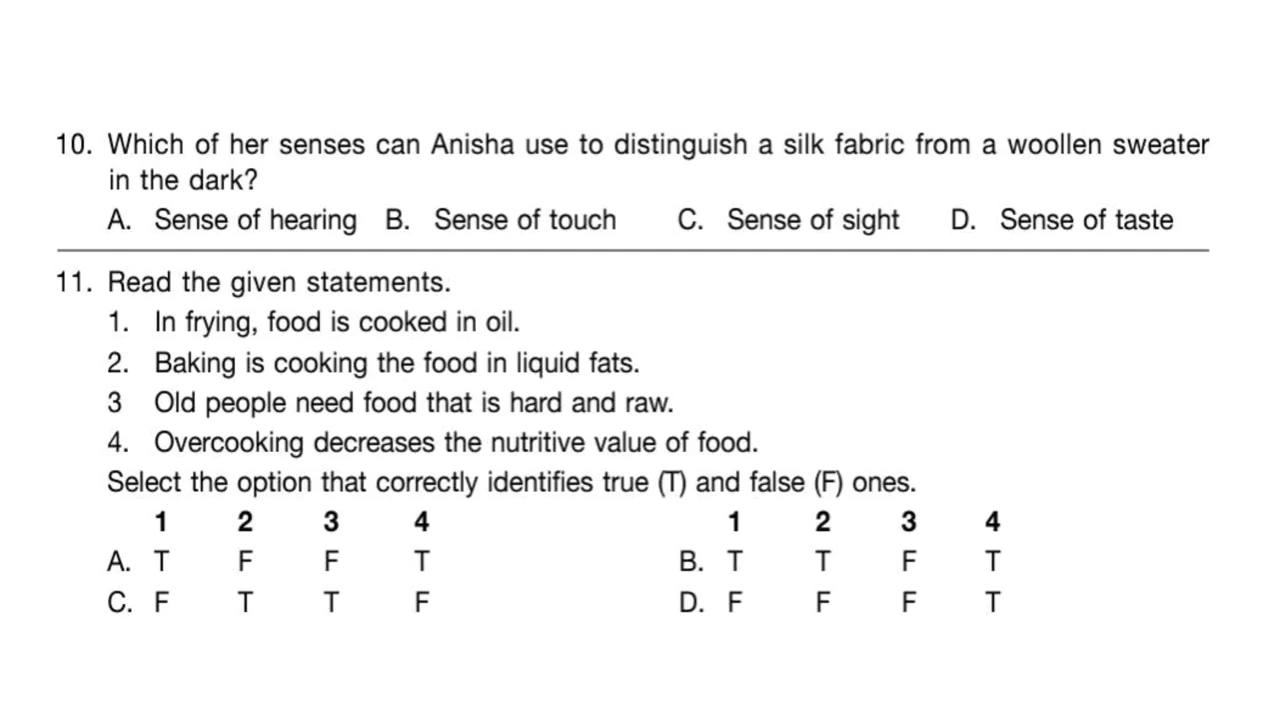 10. Which of her senses can Anisha use to distinguish a silk fabric from a woollen sweater
in the dark?
A. Sense of hearing B. Sense of touch C. Sense of sight D. Sense of taste
11. Read the given statements.
1. In frying, food is cooked in oil.
2. Baking is cooking the food in liquid fats.
3 Old people need food that is hard and raw.
4. Overcooking decreases the nutritive value of food.
Select the option that correctly identifies true (T) and false (F) ones.
1 2 3 4 1 2 3 4
A. T F F T B. T T F T
C. F T T F D. F F F T